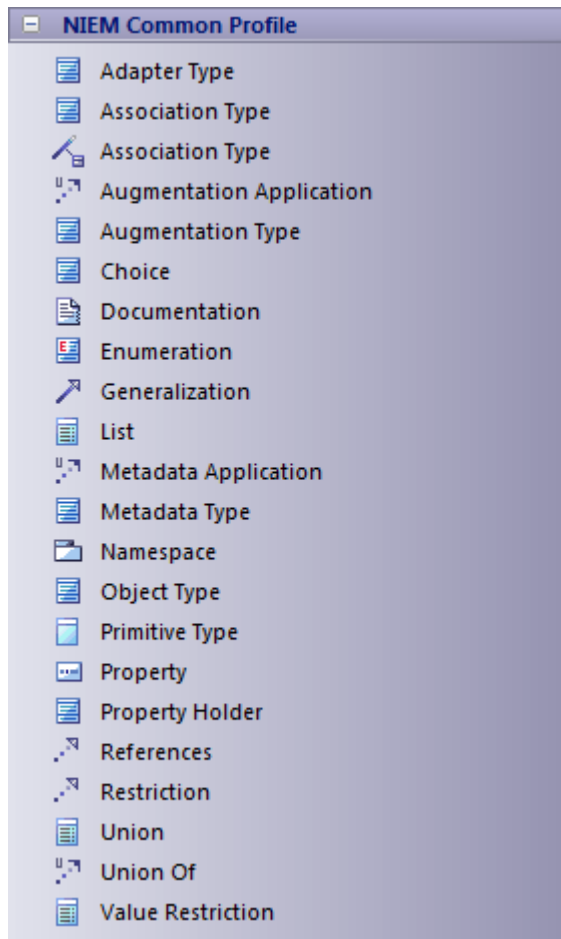 NIEM Common Profile
Adapter Type
Association Type
Association Type
Augmentation Application
Augmentation Type
Choice
Documentation
Enumeration
Generalization
List
Metadata Application
Metadata Type
Namespace
Object Type
Primitive Type
Property
Property Holder
References
Restriction
Union
Union Of
Value Restriction